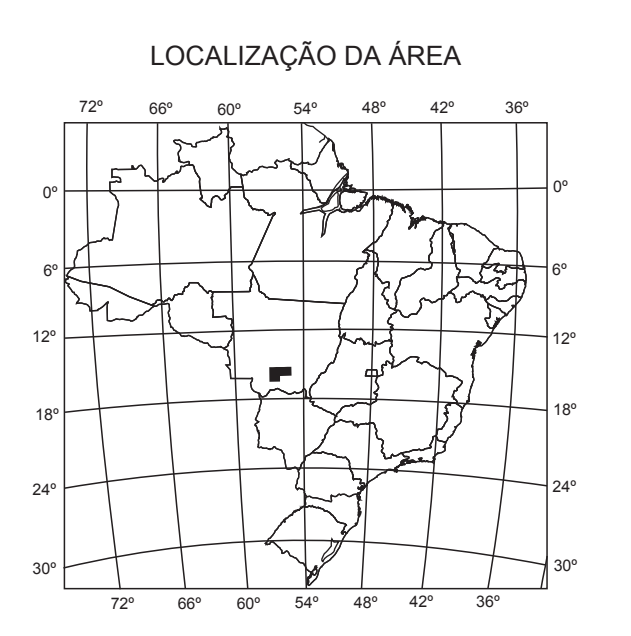 LOCALIZAÇÃO DA ÁREA
72º 66º 60º 54º 48º 42º 36º
0º 0º
6º 6º
12º 12º
18º 18º
24º 24º
30º 30º
72º 66º 60º 54º 48º 42º 36º